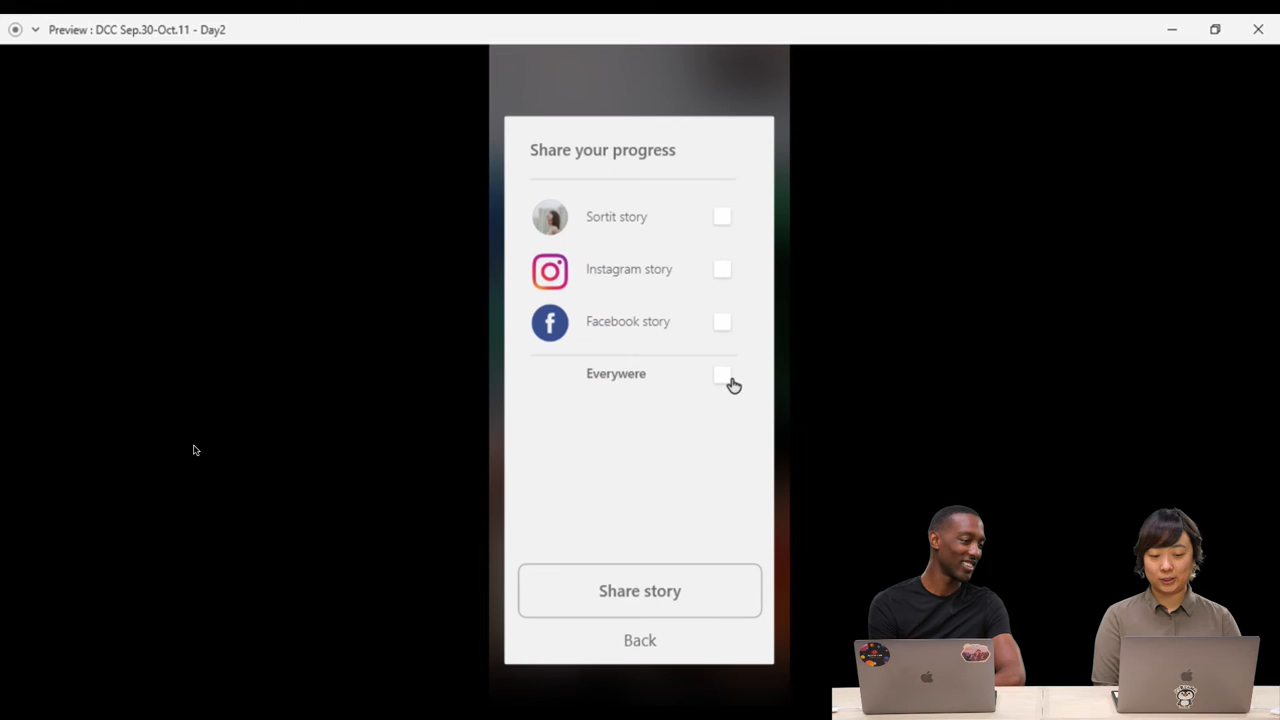 Preview : DCC Sep.30-Oct.11 - Day2
Share your progress
Sortit story
Instagram story
Facebook story
Everywere
Share story
Back